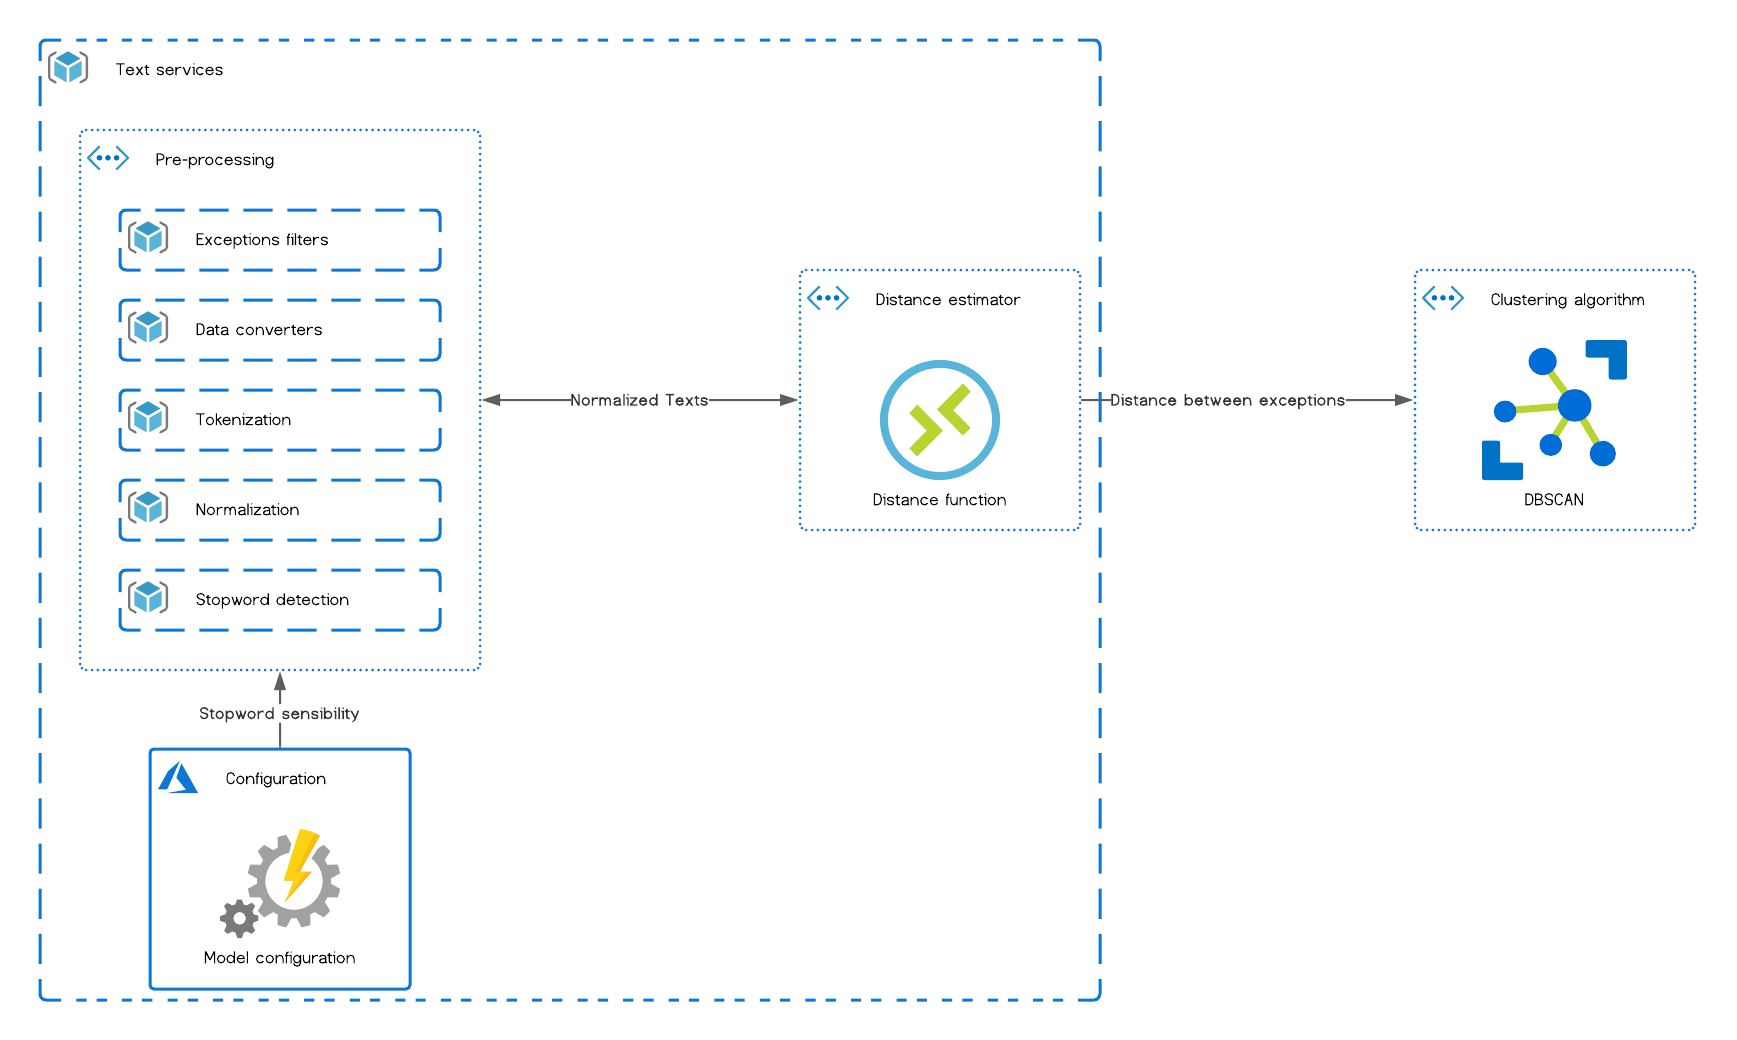 Text services
Pre-processing
Exceptions filters
Data converters
Tokenization
Normalization
Stopword detection
Stopword sensibility
Configuration
Model configuration
Normalized Texts
Distance estimator
Distance function
Distance between exceptions
Clustering algorithm
DBSCAN